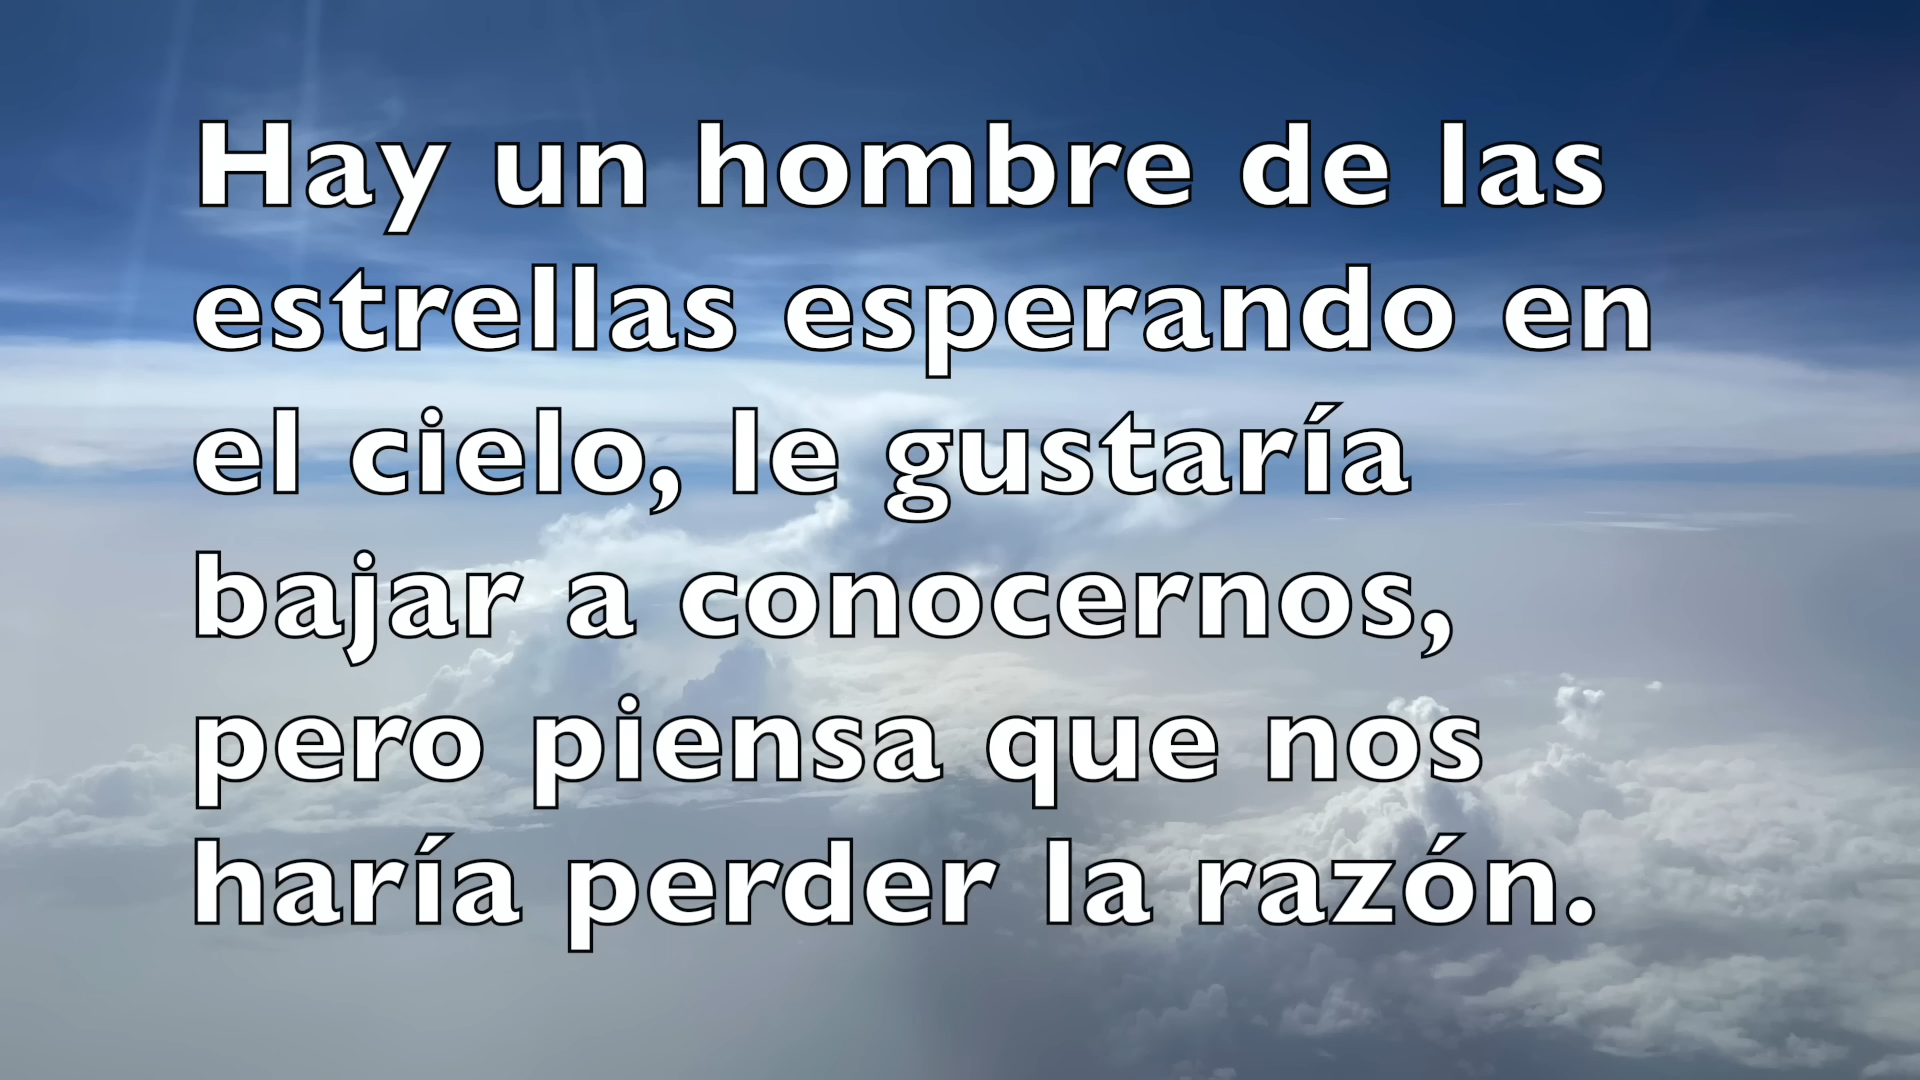 Hay un hombre de las
estrellas esperando en
el cielo, le gustaría
bajar a conocernos,
pero piensa que nos
haría perder la razón.